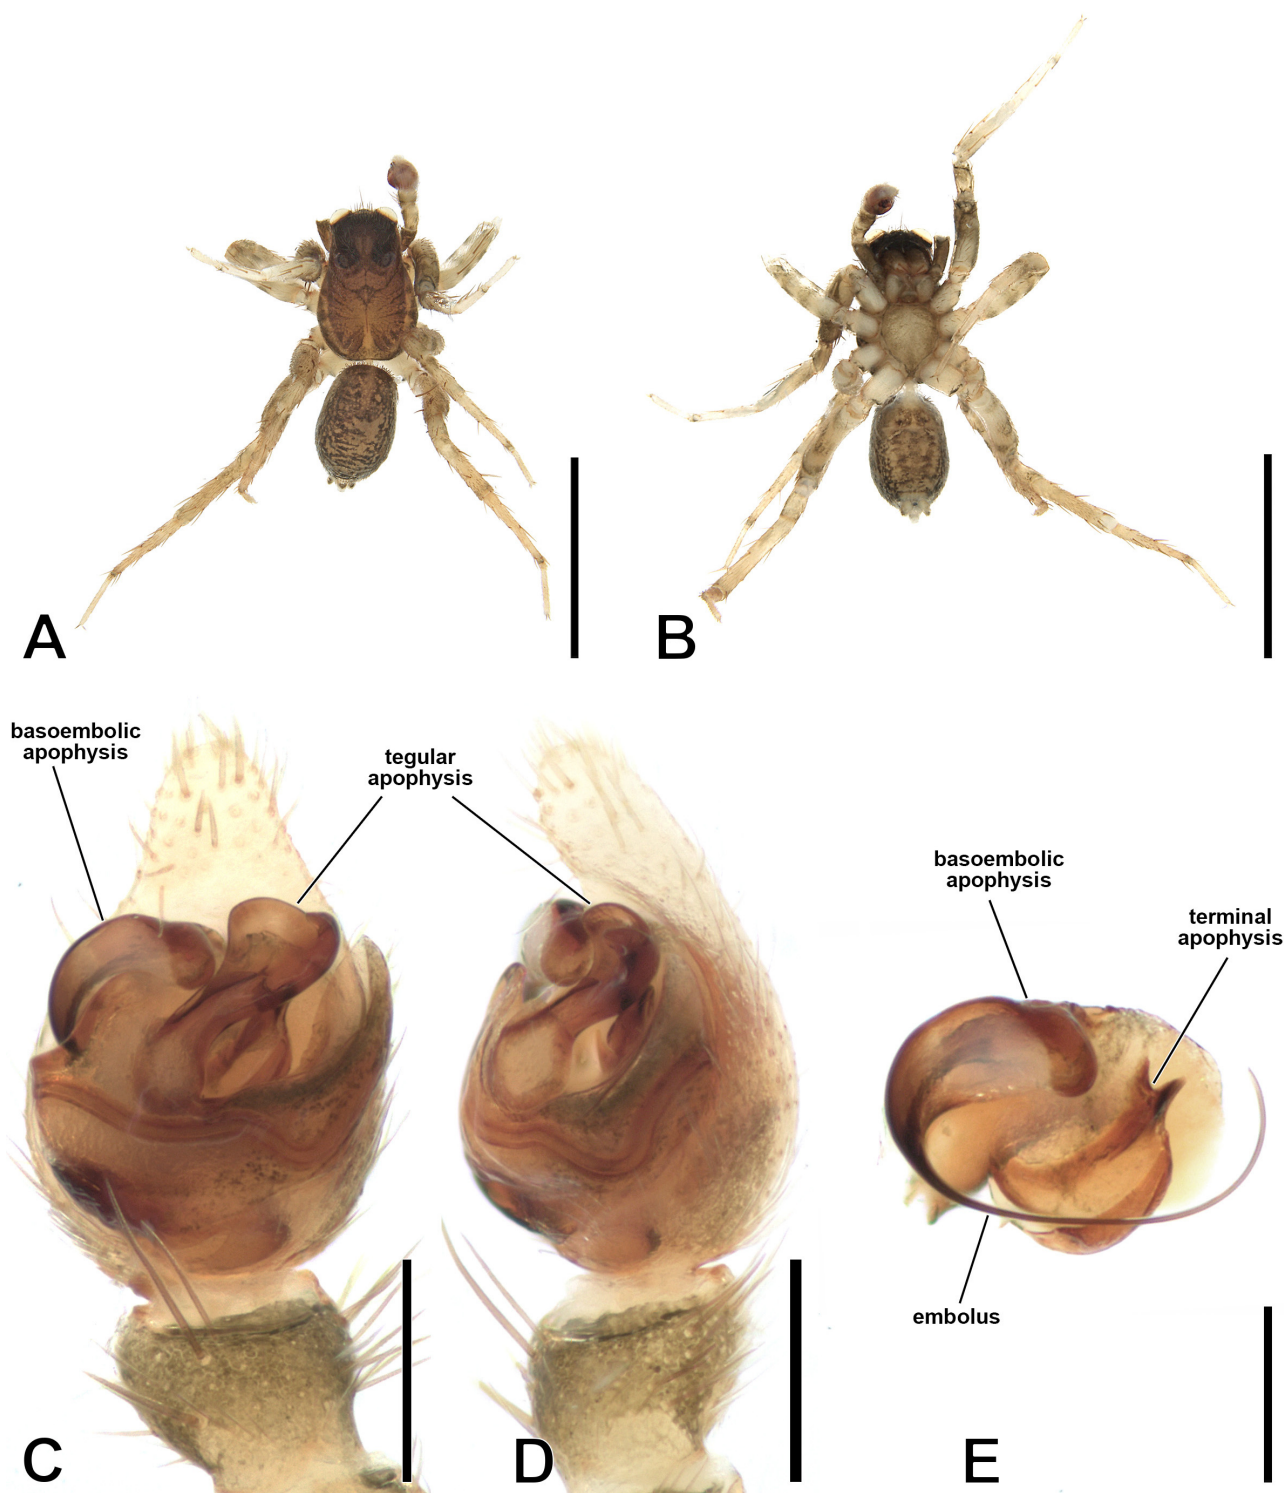 A
B
basoembolic
apophysis
tegular
apophysis
basoembolic
apophysis
terminal
apophysis
embolus
C
D
E